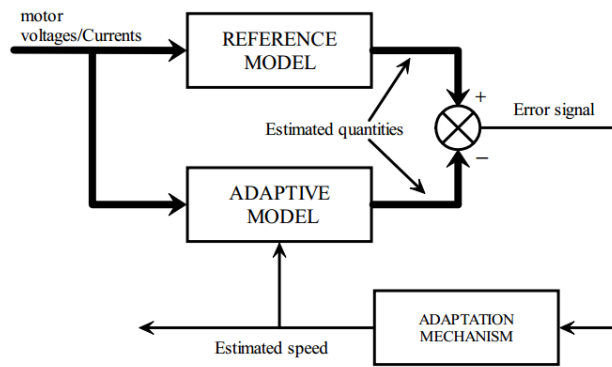 motor
voltages/Currents
REFERENCE
MODEL
+
Error signal
Estimated quantities
−
ADAPTIVE
MODEL
ADAPTATION
MECHANISM
Estimated speed